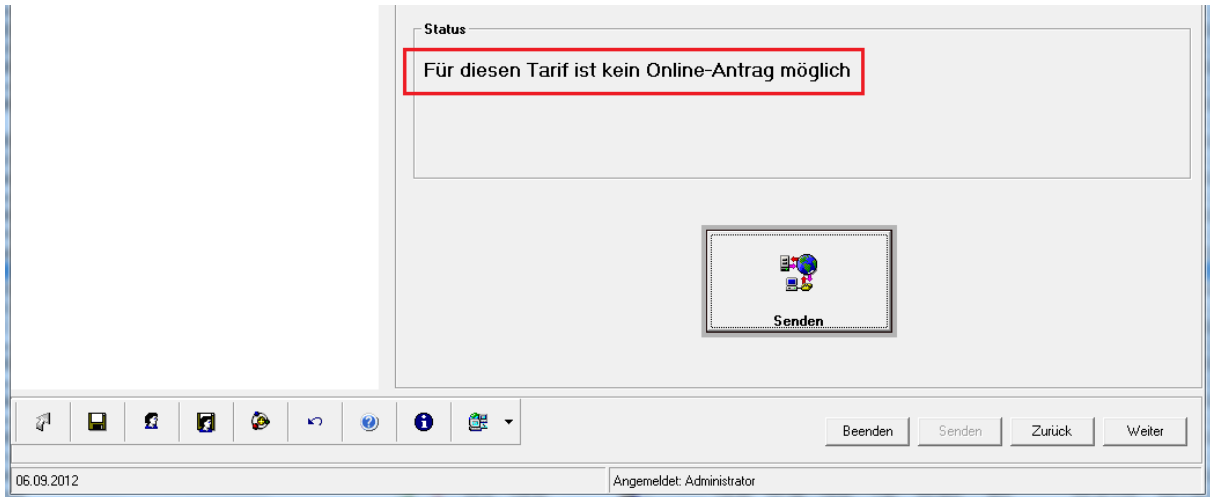 Status
Für diesen Tarif ist kein Online-Antrag möglich
Senden
Beenden Senden Zurück Weiter
06.09.2012 Angemeldet: Administrator